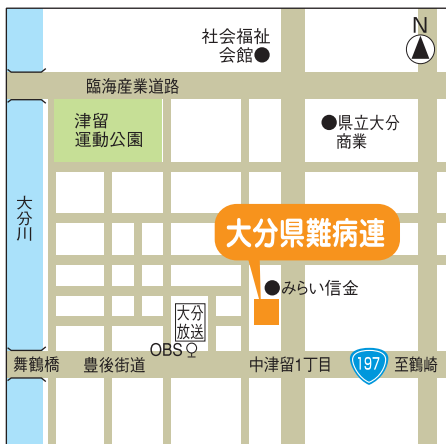 N
社会福祉
会館
臨海産業道路
津留
運動公園
県立大分
商業
大分川
大分県難病連
みらい信金
大分
放送
OBS
舞鶴橋
豊後街道
中津留1丁目
197
至鶴崎